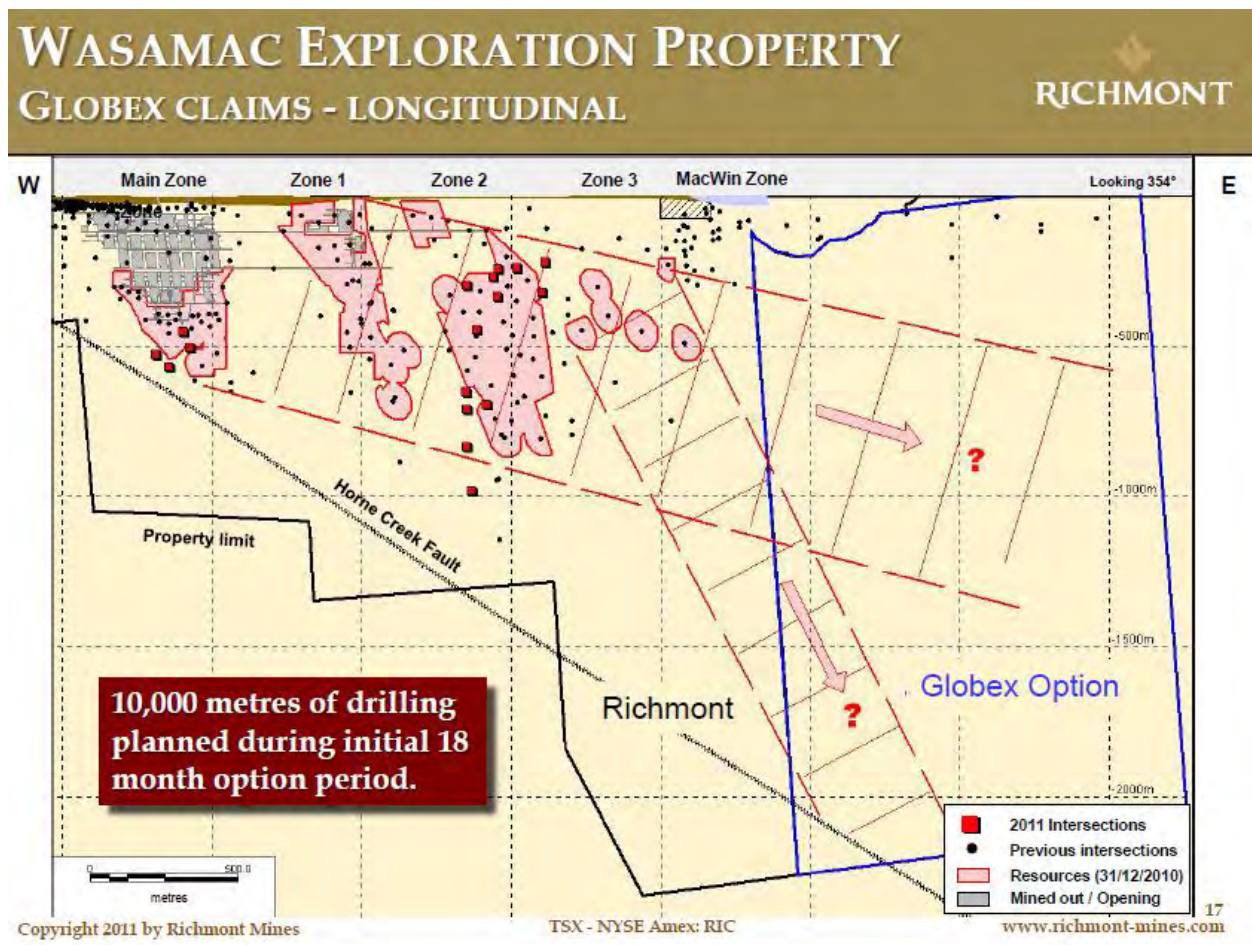 WASAMAC EXPLORATION PROPERTY
GLOBEX CLAIMS - LONGITUDINAL
RICHMONT
W
Main Zone
Zone 1
Zone 2
Zone 3
MacWin Zone
Looking 354°
E
Zone
-500m
?
-1000m
Horne Creek Fault
Property limit
-1500m
Globex Option
Richmont
?
10,000 metres of drilling
planned during initial 18
month option period.
-2000m
2011 Intersections
Previous intersections
Resources (31/12/2010)
Mined out / Opening
0 500.0
metres
17
Copyright 2011 by Richmont Mines
TSX - NYSE Amex: RIC
www.richmont-mines.com